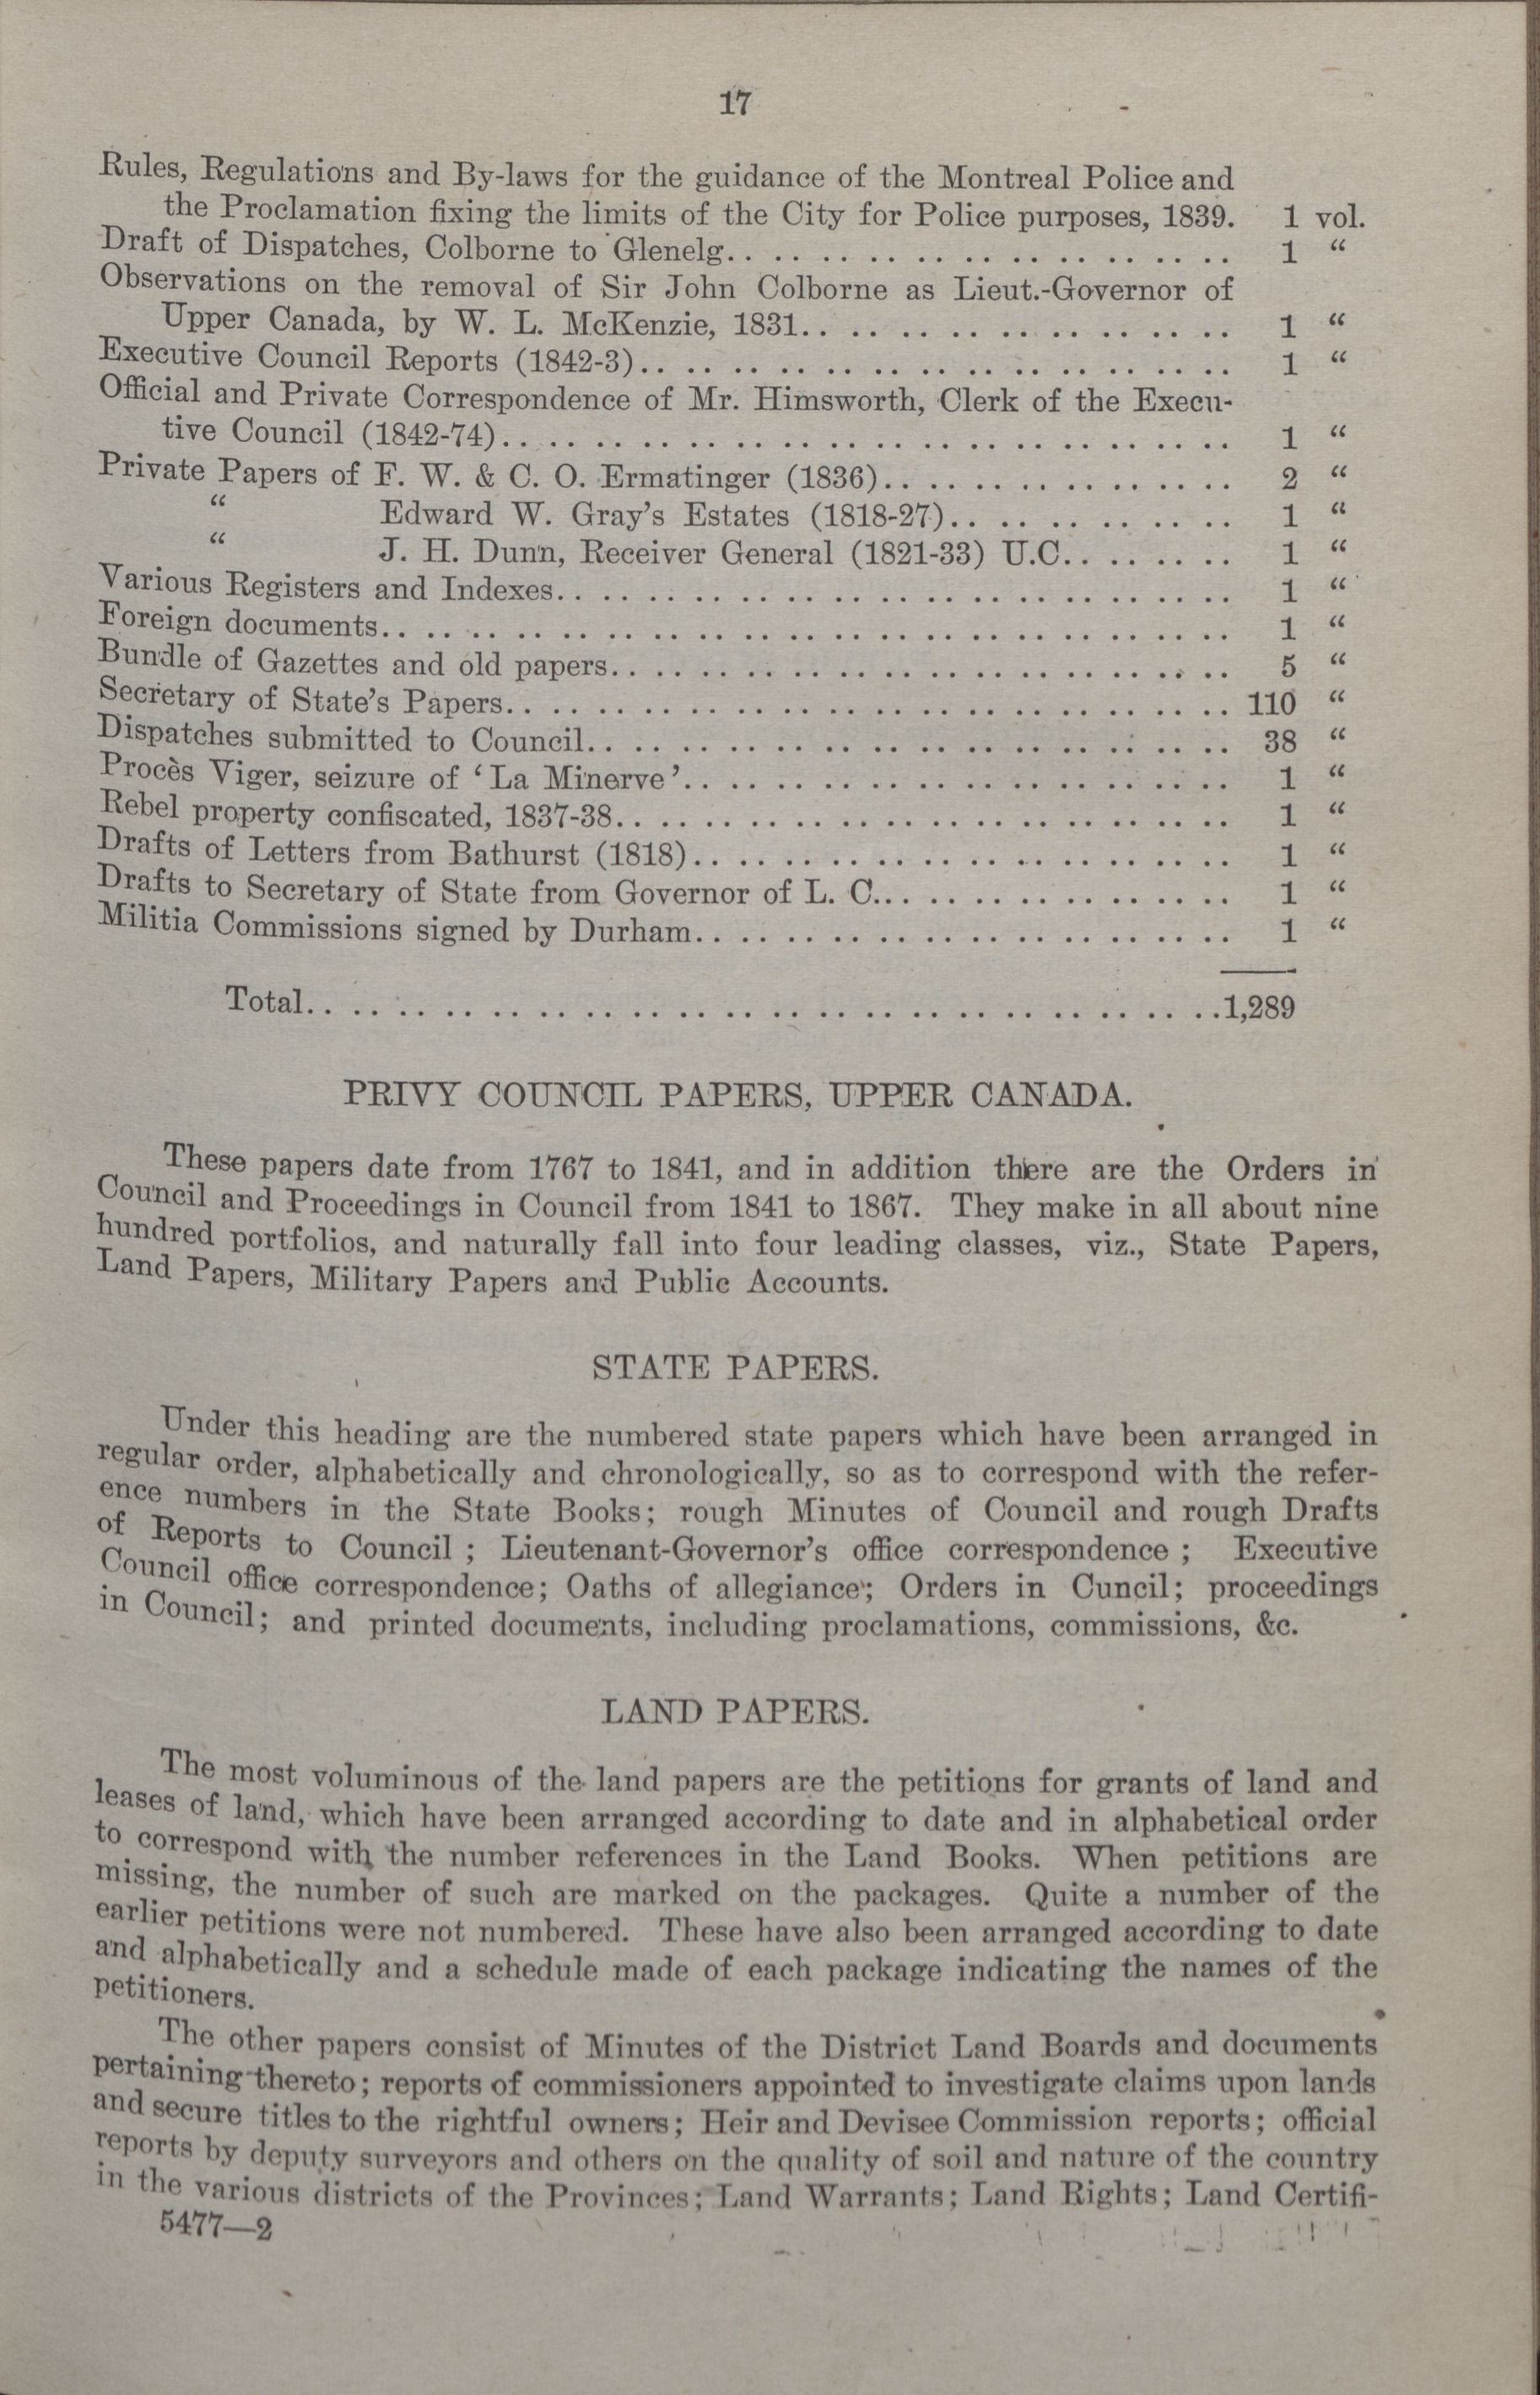 17
Rules, Regulations and By-laws for the guidance of the Montreal Police and
the Proclamation fixing the limits of the City for Police purposes, 1839. 1 vol.
Draft of Dispatches, Colborne to Glenelg. . . . . . . . . . . . . . . . . . . . . . . 1 “
Observations on the removal of Sir John Colborne as Lieut.-Governor of
Upper Canada, by W. L. McKenzie, 1831. . . . . . . . . . . . . . . . . . . . 1 “
Executive Council Reports (1842-3). . . . . . . . . . . . . . . . . . . . . . . . . . 1 “
Official and Private Correspondence of Mr. Himsworth, Clerk of the Execu-
tive Council (1842-74). . . . . . . . . . . . . . . . . . . . . . . . . . . . . . . . 1 “
Private Papers of F. W. & C. O. Ermatinger (1836). . . . . . . . . . . . . . . . 2 “
“ Edward W. Gray’s Estates (1818-27). . . . . . . . . . . . . 1 “
“ J. H. Dunn, Receiver General (1821-33) U.C. . . . . . . . 1 “
Various Registers and Indexes. . . . . . . . . . . . . . . . . . . . . . . . . . . . . . 1 “
Foreign documents. . . . . . . . . . . . . . . . . . . . . . . . . . . . . . . . . . . . . 1 “
Bundle of Gazettes and old papers. . . . . . . . . . . . . . . . . . . . . . . . . . . 5 “
Secretary of State’s Papers. . . . . . . . . . . . . . . . . . . . . . . . . . . . . . . . 110 “
Dispatches submitted to Council. . . . . . . . . . . . . . . . . . . . . . . . . . . . 38 “
Procès Viger, seizure of ‘La Minerve’. . . . . . . . . . . . . . . . . . . . . . . . 1 “
Rebel property confiscated, 1837-38. . . . . . . . . . . . . . . . . . . . . . . . . . . 1 “
Drafts of Letters from Bathurst (1818). . . . . . . . . . . . . . . . . . . . . . . . 1 “
Drafts to Secretary of State from Governor of L. C. . . . . . . . . . . . . . . . 1 “
Militia Commissions signed by Durham. . . . . . . . . . . . . . . . . . . . . . . . 1 “
Total. . . . . . . . . . . . . . . . . . . . . . . . . . . . . . . . . . . . . . . .1,289
PRIVY COUNCIL PAPERS, UPPER CANADA.
These papers date from 1767 to 1841, and in addition there are the Orders in
Council and Proceedings in Council from 1841 to 1867. They make in all about nine
hundred portfolios, and naturally fall into four leading classes, viz., State Papers,
Land Papers, Military Papers and Public Accounts.
STATE PAPERS.
Under this heading are the numbered state papers which have been arranged in
regular order, alphabetically and chronologically, so as to correspond with the refer-
ence numbers in the State Books; rough Minutes of Council and rough Drafts
of Reports to Council ; Lieutenant-Governor’s office correspondence ; Executive
Council office correspondence; Oaths of allegiance; Orders in Cuncil; proceedings
in Council; and printed documents, including proclamations, commissions, &c.
LAND PAPERS.
The most voluminous of the land papers are the petitions for grants of land and
leases of land, which have been arranged according to date and in alphabetical order
to correspond with the number references in the Land Books. When petitions are
missing, the number of such are marked on the packages. Quite a number of the
earlier petitions were not numbered. These have also been arranged according to date
and alphabetically and a schedule made of each package indicating the names of the
petitioners.
The other papers consist of Minutes of the District Land Boards and documents
pertaining thereto; reports of commissioners appointed to investigate claims upon lands
and secure titles to the rightful owners; Heir and Devisee Commission reports; official
reports by deputy surveyors and others on the quality of soil and nature of the country
in the various districts of the Provinces; Land Warrants; Land Rights; Land Certifi-
5477—2